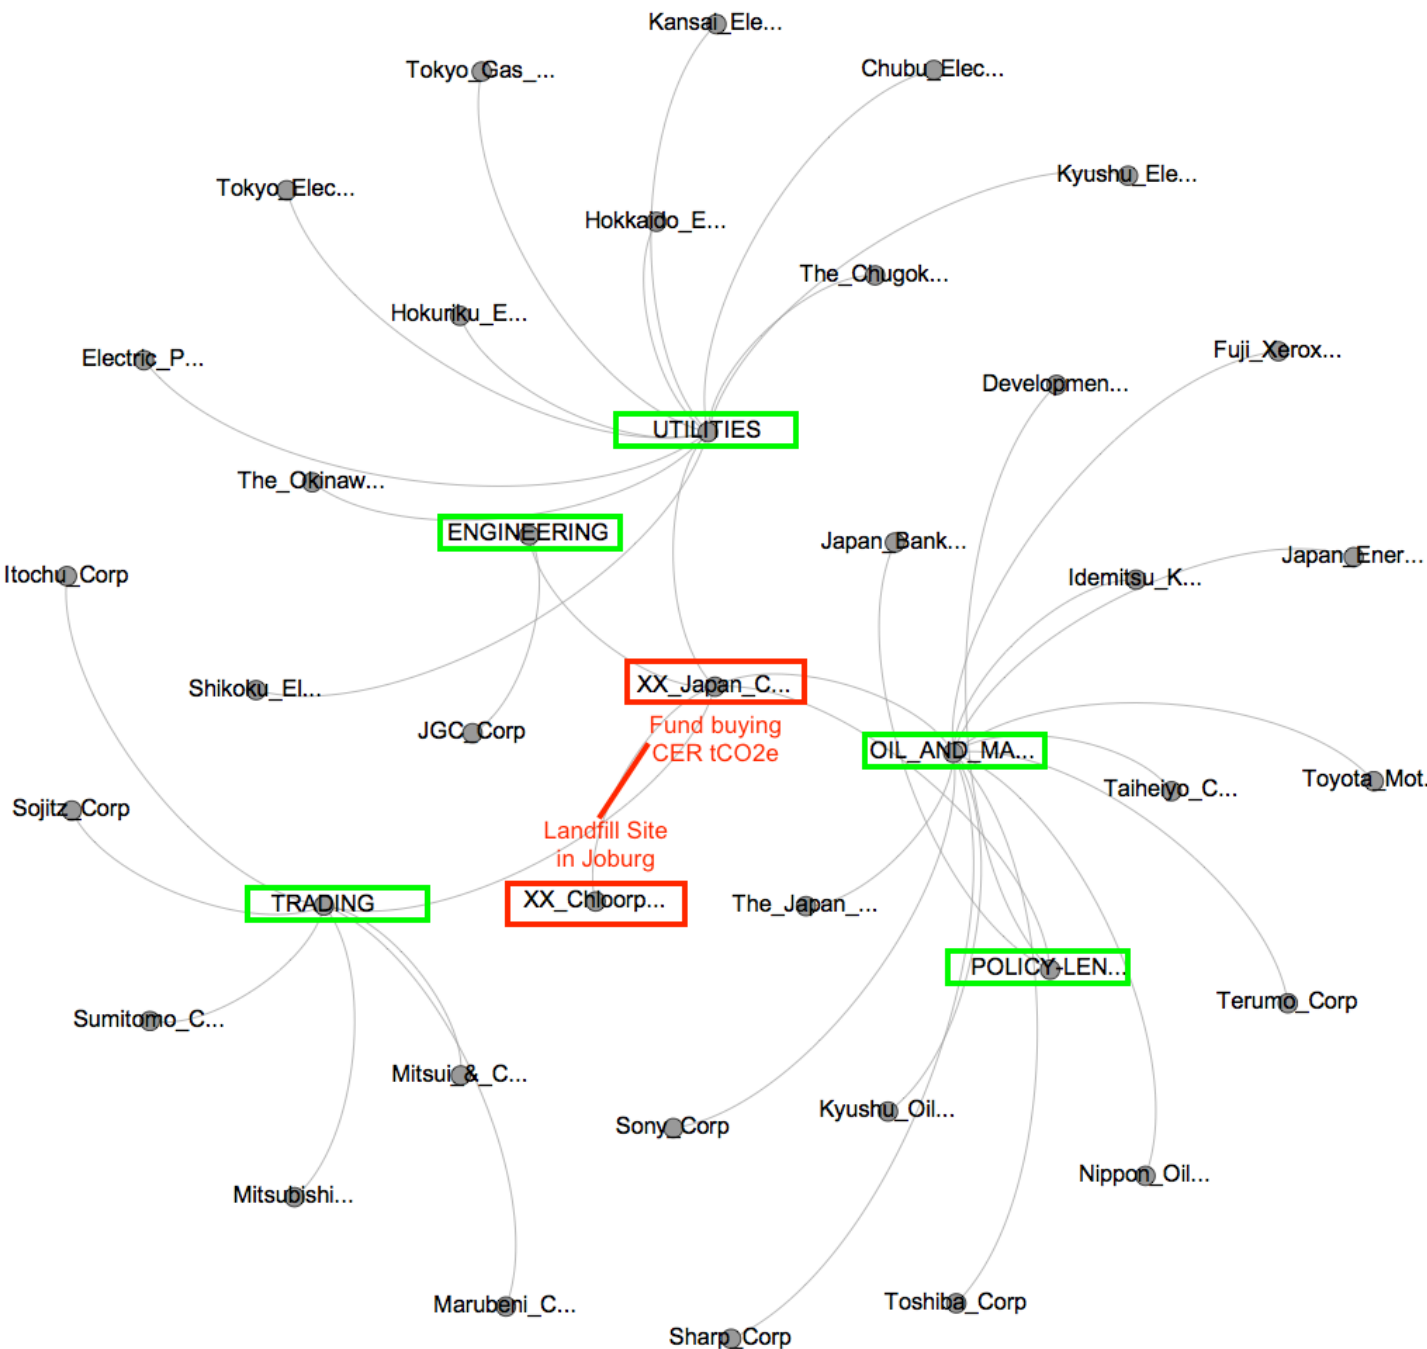 Kansai_Ele...
Tokyo_Gas_...
Chubu_Elec...
Kyushu_Ele...
Tokyo_Elec...
Hokkaido_E...
The_Chugok...
Hokuriku_E...
Electric_P...
Fuji_Xerox...
Developmen...
UTILITIES
The_Okinaw...
ENGINEERING
Japan_Bank...
Japan_Ener...
Itochu_Corp
Idemitsu_K...
Shikoku_El...
XX_Japan_C...
JGC_Corp
Fund buying
CER tCO2e
OIL_AND_MA...
Taiheiyo_C...
Toyota_Mot.
Sojitz_Corp
Landfill Site
in Joburg
TRADING
XX_Chloorp...
The_Japan_...
POLICY-LEN...
Terumo_Corp
Sumitomo_C...
Mitsui_&_C...
Kyushu_Oil...
Sony_Corp
Nippon_Oil...
Mitsubishi...
Marubeni_C...
Toshiba_Corp
Sharp_Corp